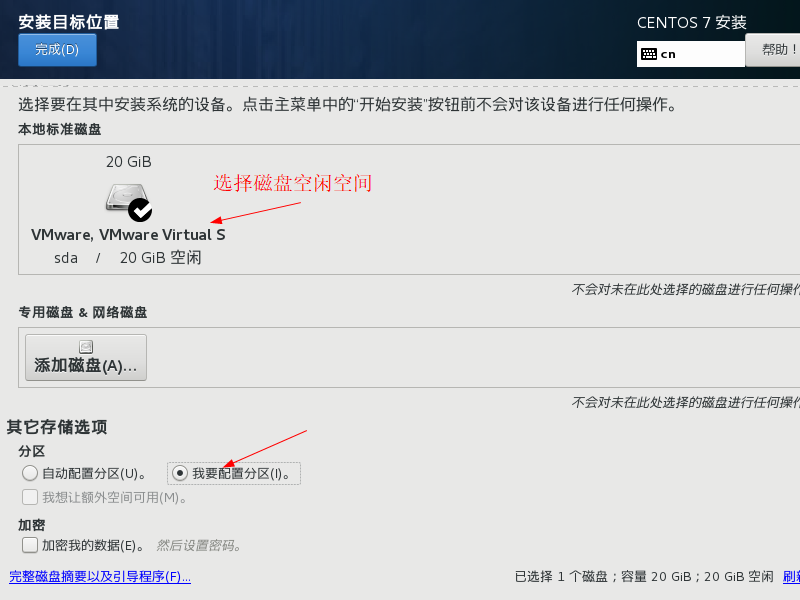 安装目标位置
CENTOS 7 安装
完成(D)
cn
帮助！
选择要在其中安装系统的设备。点击主菜单中的“开始安装”按钮前不会对该设备进行任何操作。
本地标准磁盘
20 GiB
选择磁盘空闲空间
VMware, VMware Virtual S
sda / 20 GiB 空闲
不会对未在此处选择的磁盘进行任何操作
专用磁盘 & 网络磁盘
添加磁盘(A)...
不会对未在此处选择的磁盘进行任何操作
其它存储选项
分区
自动配置分区(U)。 我要配置分区(I)。
我想让额外空间可用(M)。
加密
加密我的数据(E)。 然后设置密码。
完整磁盘摘要以及引导程序(F)... 已选择 1 个磁盘；容量 20 GiB；20 GiB 空闲 刷新